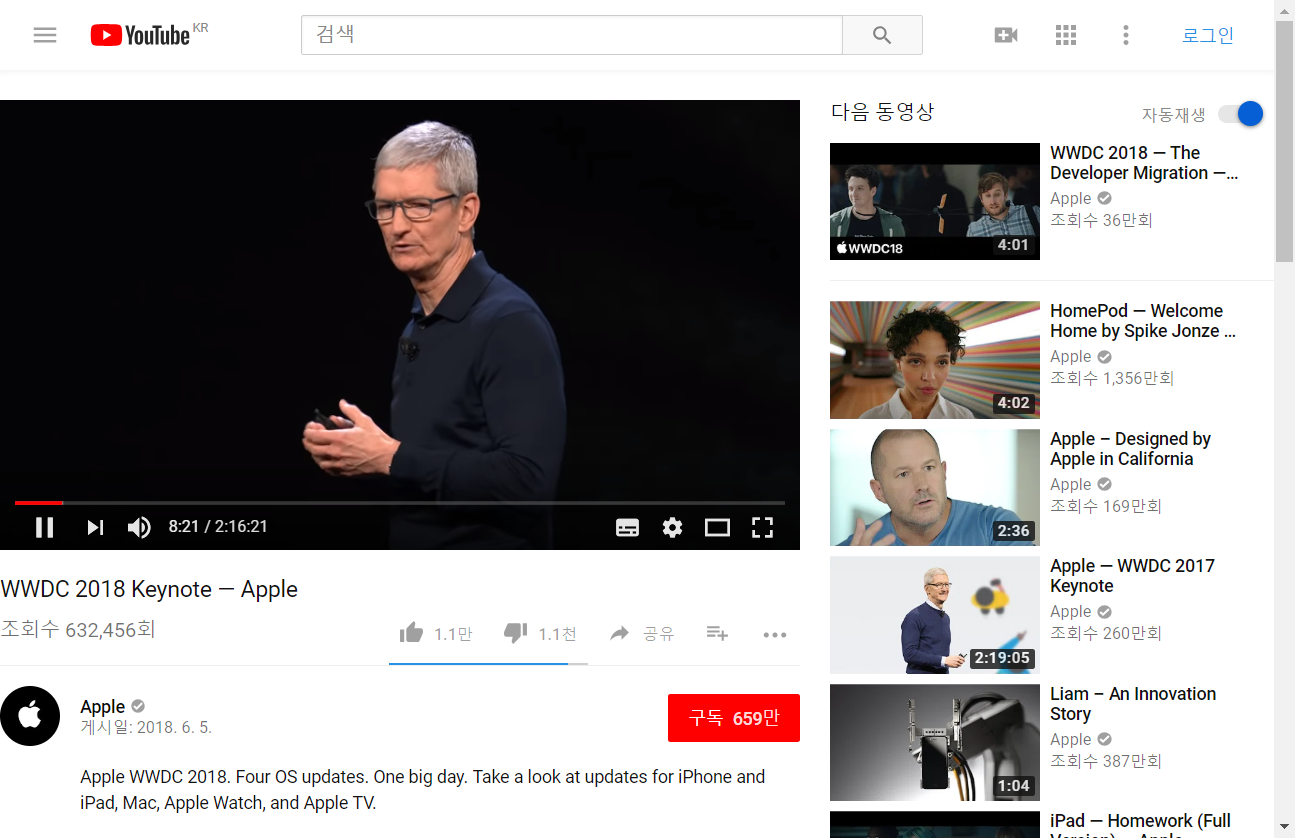 YouTube KR
검색
로그인
8:21 / 2:16:21
WWDC 2018 Keynote — Apple
조회수 632,456회
1.1만
1.1천
공유
Apple
게시일: 2018. 6. 5.
구독 659만
Apple WWDC 2018. Four OS updates. One big day. Take a look at updates for iPhone and
iPad, Mac, Apple Watch, and Apple TV.
다음 동영상
자동재생
WWDC18
4:01
WWDC 2018 — The
Developer Migration —...
Apple
조회수 36만회
4:02
HomePod — Welcome
Home by Spike Jonze ...
Apple
조회수 1,356만회
2:36
Apple – Designed by
Apple in California
Apple
조회수 169만회
2:19:05
Apple — WWDC 2017
Keynote
Apple
조회수 260만회
1:04
Liam – An Innovation
Story
Apple
조회수 387만회
iPad — Homework (Full